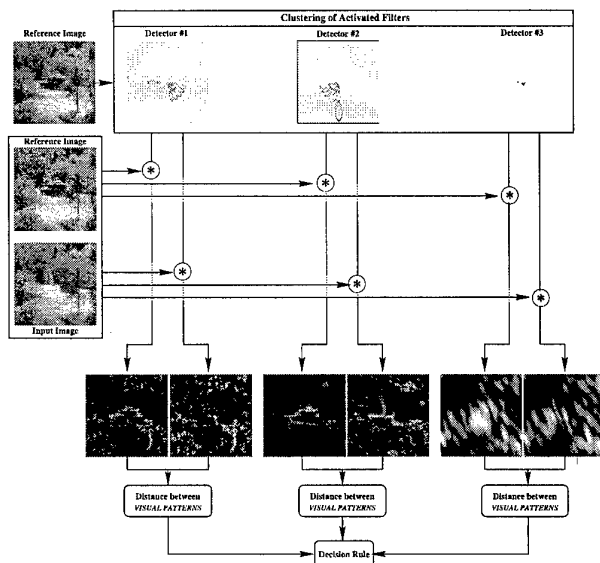 Clustering of Activated Filters
Reference Image
Detector #1
Detector #2
Detector #3
Reference Image
*
*
*
*
*
*
Input Image
Distance between
VISUAL PATTERNS
Distance between
VISUAL PATTERNS
Distance between
VISUAL PATTERNS
Decision Rule